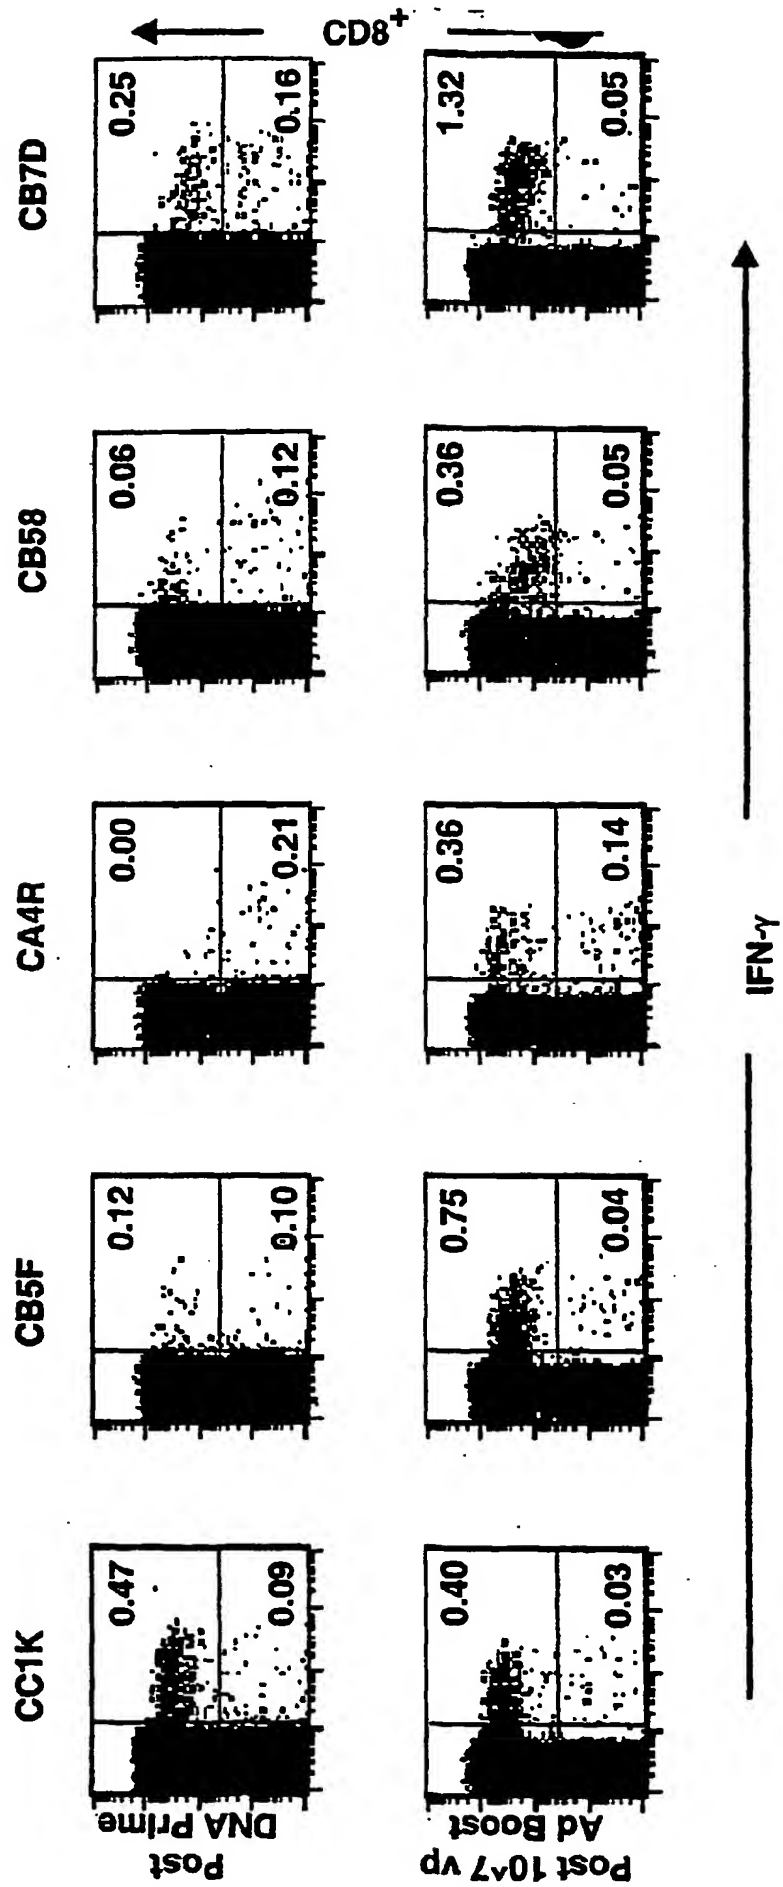 CC1K
CB5F
CA4R
CB58
CB7D
Post
DNA Prime
0.47
0.09
0.12
0.10
0.00
0.21
0.06
0.12
0.25
0.16
CD8+
Post 10^7 vp
Ad Boost
0.40
0.03
0.75
0.04
0.36
0.14
0.36
0.05
1.32
0.05
IFN-γ